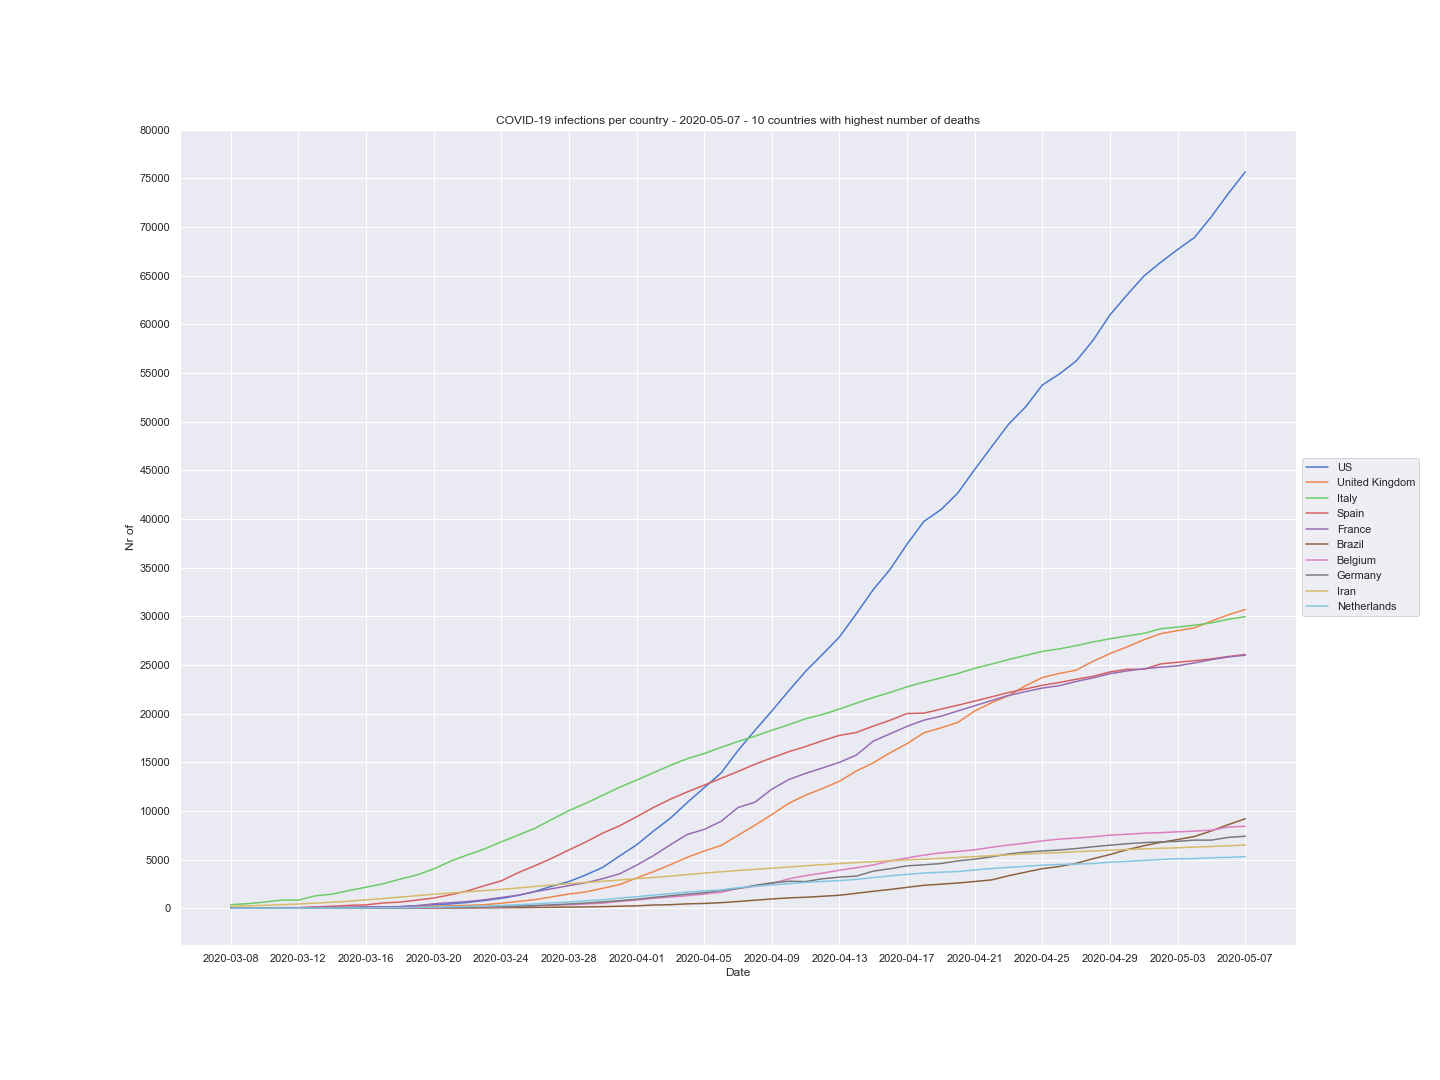 COVID-19 infections per country - 2020-05-07 - 10 countries with highest number of deaths
80000
75000
70000
65000
60000
55000
50000
45000
40000
35000
30000
25000
20000
15000
10000
5000
0
Nr of
2020-03-08 2020-03-12 2020-03-16 2020-03-20 2020-03-24 2020-03-28 2020-04-01 2020-04-05 2020-04-09 2020-04-13 2020-04-17 2020-04-21 2020-04-25 2020-04-29 2020-05-03 2020-05-07
Date
US
United Kingdom
Italy
Spain
France
Brazil
Belgium
Germany
Iran
Netherlands